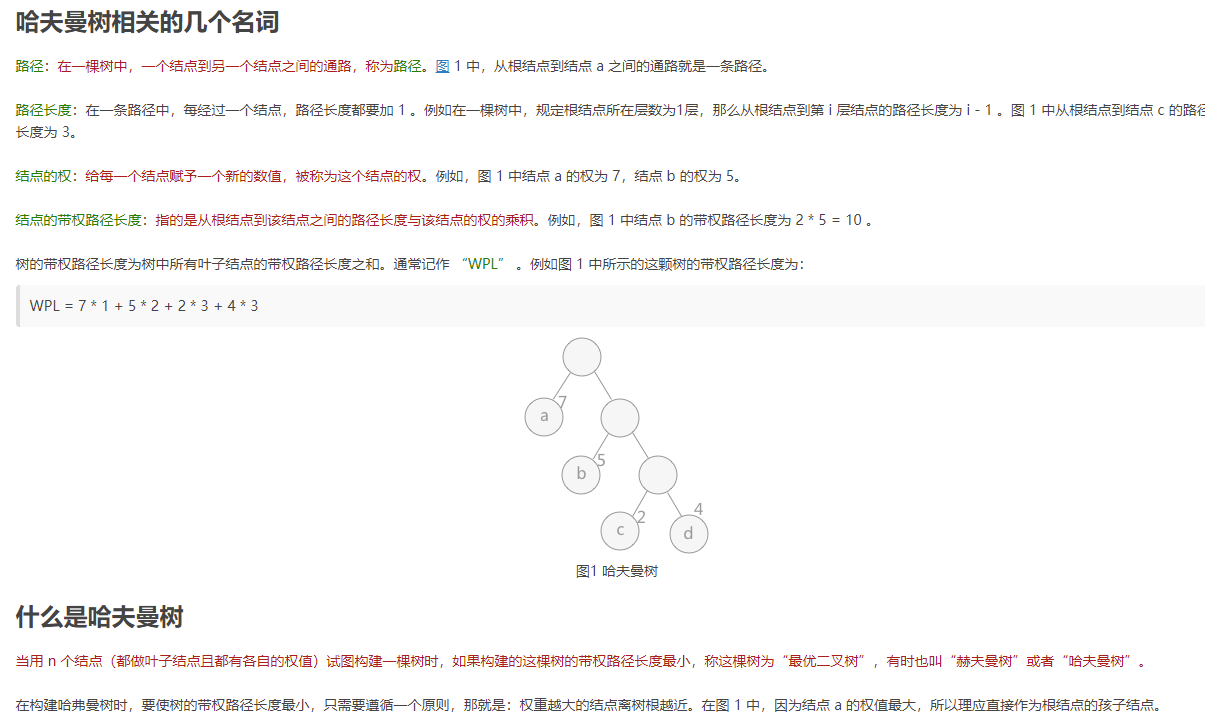 哈夫曼树相关的几个名词
路径：在一棵树中，一个结点到另一个结点之间的通路，称为路径。图 1 中，从根结点到结点 a 之间的通路就是一条路径。
路径长度：在一条路径中，每经过一个结点，路径长度都要加 1 。例如在一棵树中，规定根结点所在层数为1层，那么从根结点到第 i 层结点的路径长度为 i - 1 。图 1 中从根结点到结点 c 的路径
长度为 3。
结点的权：给每一个结点赋予一个新的数值，被称为这个结点的权。例如，图 1 中结点 a 的权为 7，结点 b 的权为 5。
结点的带权路径长度：指的是从根结点到该结点之间的路径长度与该结点的权的乘积。例如，图 1 中结点 b 的带权路径长度为 2 * 5 = 10 。
树的带权路径长度为树中所有叶子结点的带权路径长度之和。通常记作 “WPL” 。例如图 1 中所示的这颗树的带权路径长度为：
WPL = 7 * 1 + 5 * 2 + 2 * 3 + 4 * 3
7
a
5
b
2
4
c
d
图1 哈夫曼树
什么是哈夫曼树
当用 n 个结点（都做叶子结点且都有各自的权值）试图构建一棵树时，如果构建的这棵树的带权路径长度最小，称这棵树为“最优二叉树”，有时也叫“赫夫曼树”或者“哈夫曼树”。
在构建哈弗曼树时，要使树的带权路径长度最小，只需要遵循一个原则，那就是：权重越大的结点离树根越近。在图 1 中，因为结点 a 的权值最大，所以理应直接作为根结点的孩子结点。